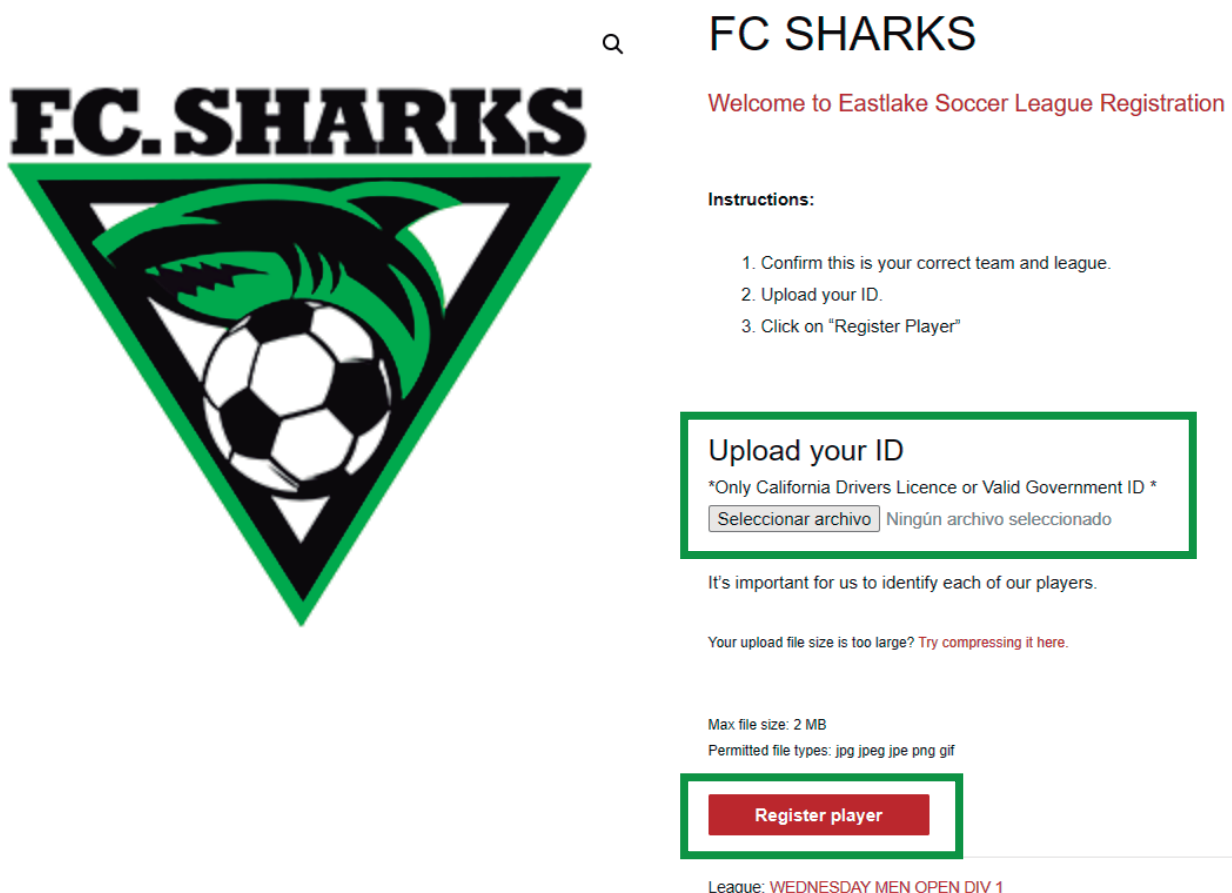 F.C. SHARKS
FC SHARKS
Welcome to Eastlake Soccer League Registration
Instructions:
1. Confirm this is your correct team and league.
2. Upload your ID.
3. Click on “Register Player”
Upload your ID
*Only California Drivers Licence or Valid Government ID *
Seleccionar archivo Ningún archivo seleccionado
It’s important for us to identify each of our players.
Your upload file size is too large? Try compressing it here.
Max file size: 2 MB
Permitted file types: jpg jpeg jpe png gif
Register player
League: WEDNESDAY MEN OPEN DIV 1